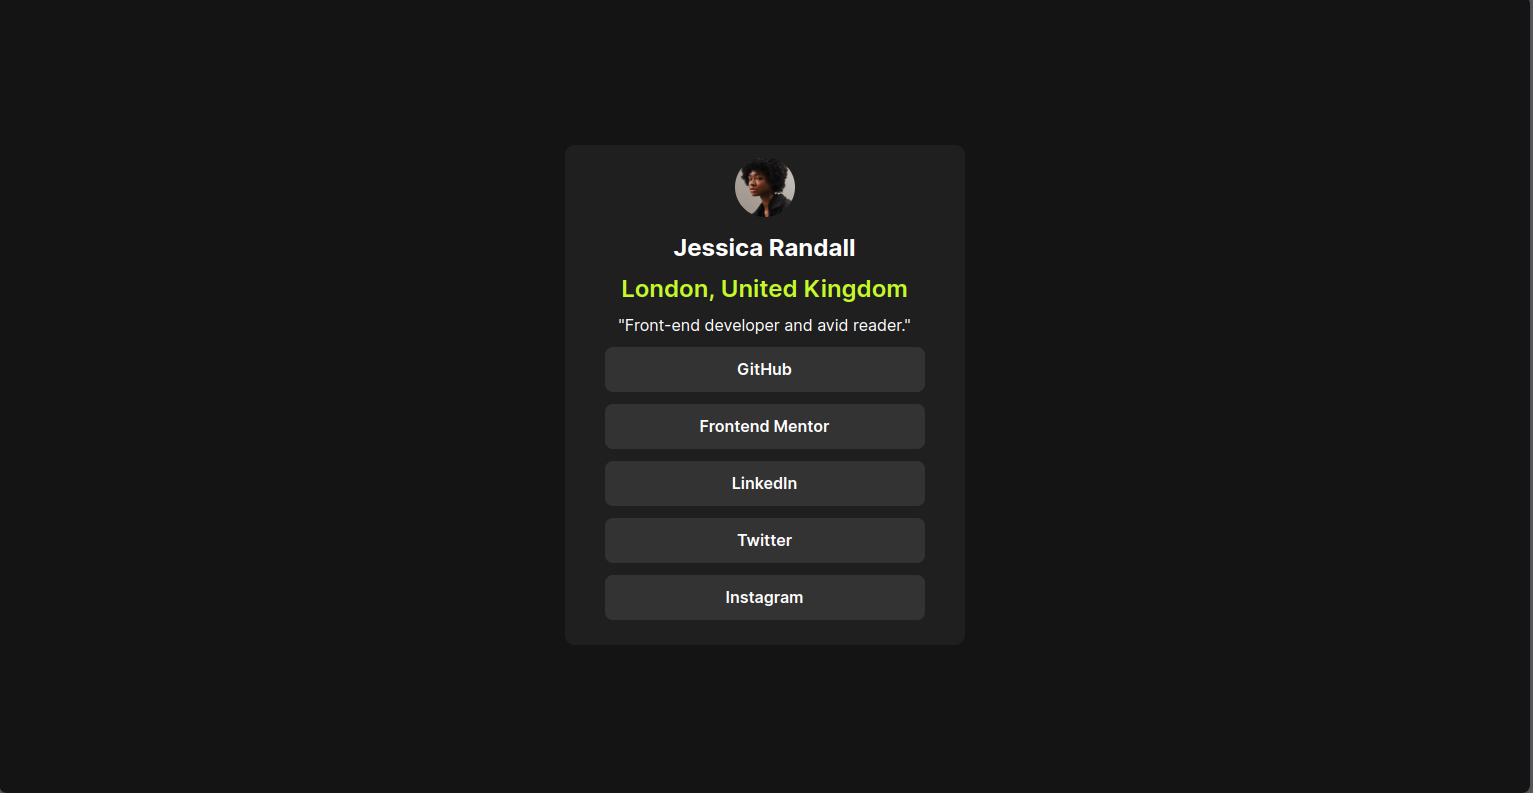 Jessica Randall
London, United Kingdom
"Front-end developer and avid reader."
GitHub
Frontend Mentor
LinkedIn
Twitter
Instagram